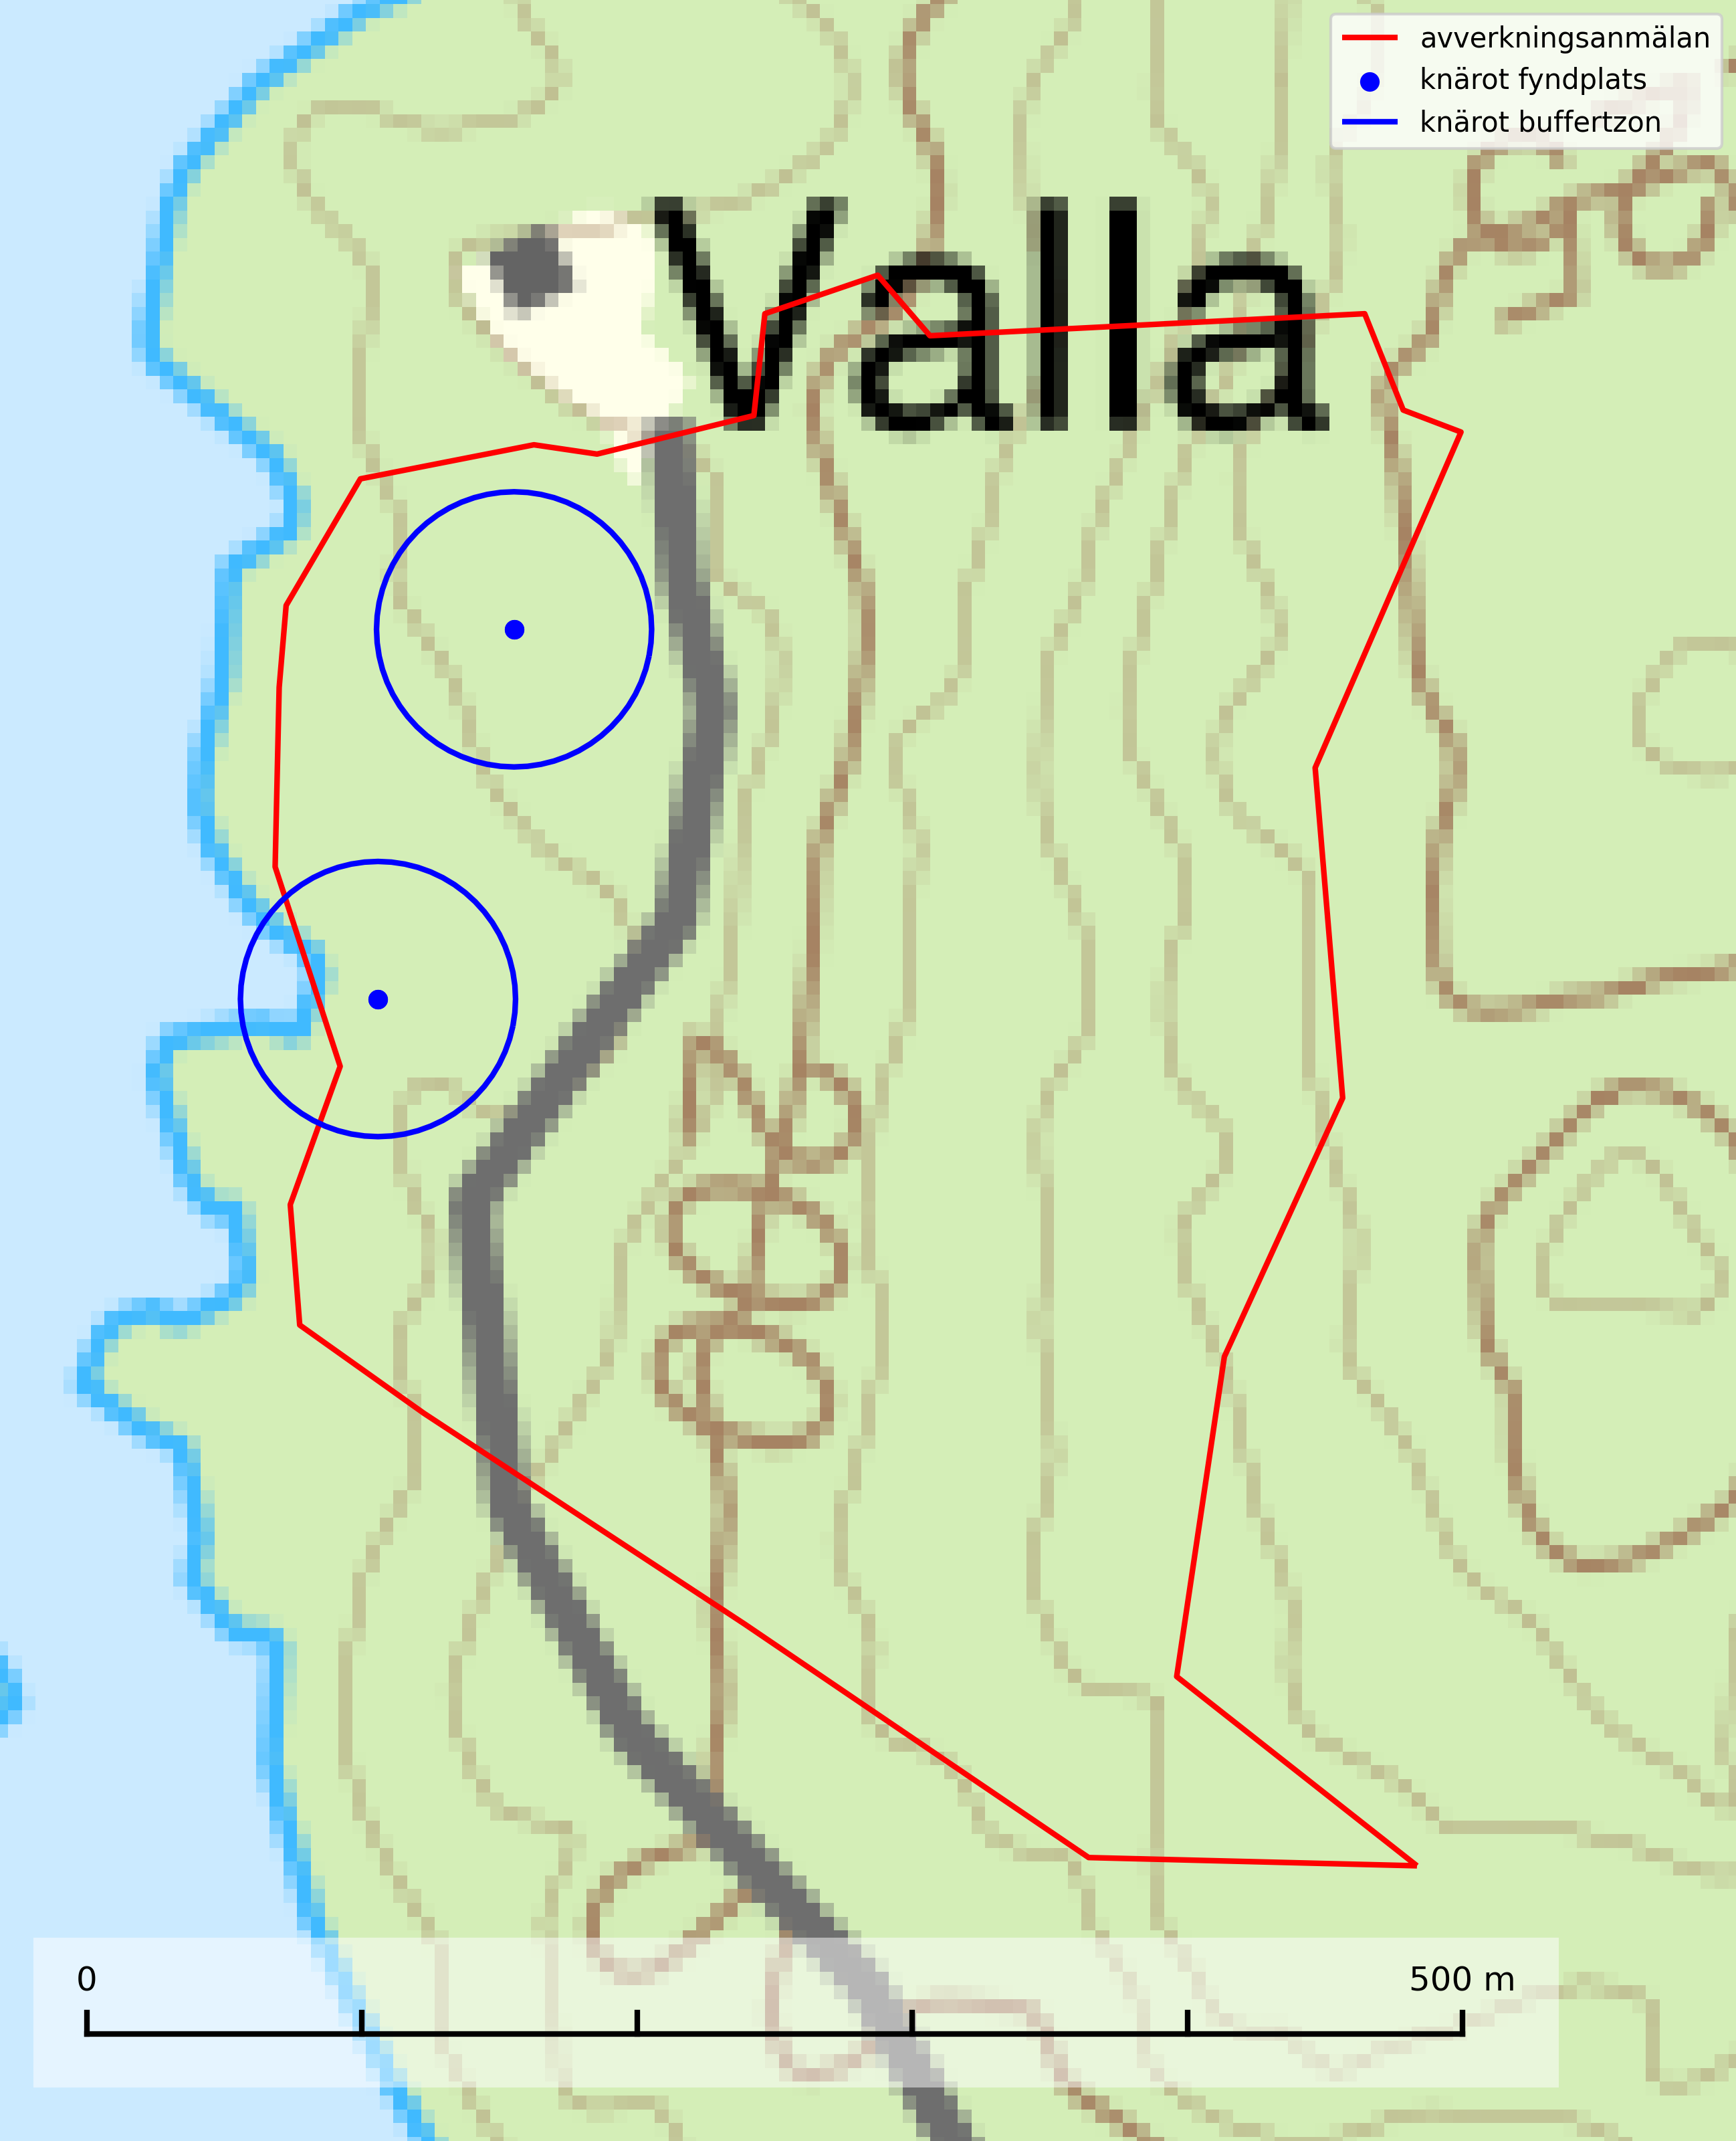 avverkningsanmälan
knärot fyndplats
knärot buffertzon
Valla
0 500 m